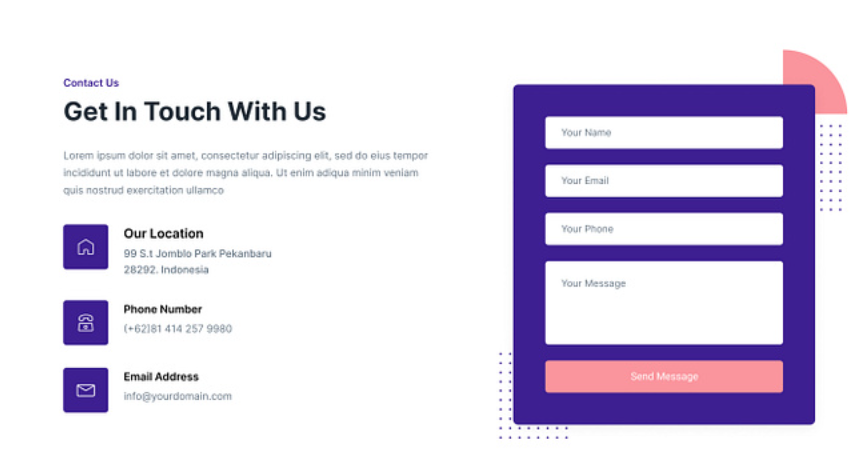 Contact Us
Get In Touch With Us
Lorem ipsum dolor sit amet, consectetur adipiscing elit, sed do eius tempor
incididunt ut labore et dolore magna aliqua. Ut enim adiqua minim veniam
quis nostrud exercitation ullamco
Our Location
99 S.t Jomblo Park Pekanbaru
28292. Indonesia
Phone Number
(+62)81 414 257 9980
Email Address
info@yourdomain.com
Your Name
Your Email
Your Phone
Your Message
Send Message